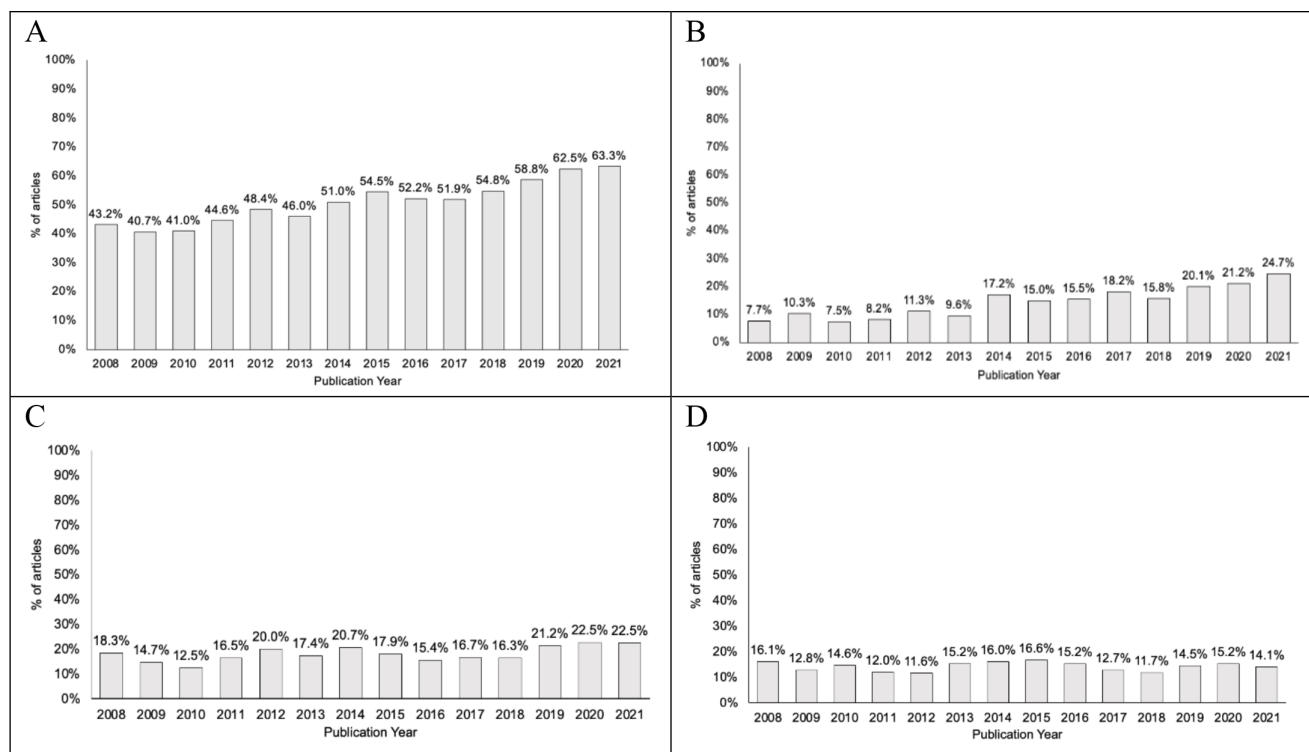 A
100%
90%
80%
70%
60%
50%
40%
30%
20%
10%
0%
% of articles
43.2% 40.7% 41.0% 44.6% 48.4% 46.0% 51.0% 54.5% 52.2% 51.9% 54.8% 58.8% 62.5% 63.3%
2008 2009 2010 2011 2012 2013 2014 2015 2016 2017 2018 2019 2020 2021
Publication Year
B
100%
90%
80%
70%
60%
50%
40%
30%
20%
10%
0%
% of articles
7.7% 10.3% 7.5% 8.2% 11.3% 9.6% 17.2% 15.0% 15.5% 18.2% 15.8% 20.1% 21.2% 24.7%
2008 2009 2010 2011 2012 2013 2014 2015 2016 2017 2018 2019 2020 2021
Publication Year
C
100%
90%
80%
70%
60%
50%
40%
30%
20%
10%
0%
% of articles
18.3% 14.7% 12.5% 16.5% 20.0% 17.4% 20.7% 17.9% 15.4% 16.7% 16.3% 21.2% 22.5% 22.5%
2008 2009 2010 2011 2012 2013 2014 2015 2016 2017 2018 2019 2020 2021
Publication Year
D
100%
90%
80%
70%
60%
50%
40%
30%
20%
10%
0%
% of articles
16.1% 12.8% 14.6% 12.0% 11.6% 15.2% 16.0% 16.6% 15.2% 12.7% 11.7% 14.5% 15.2% 14.1%
2008 2009 2010 2011 2012 2013 2014 2015 2016 2017 2018 2019 2020 2021
Publication Year